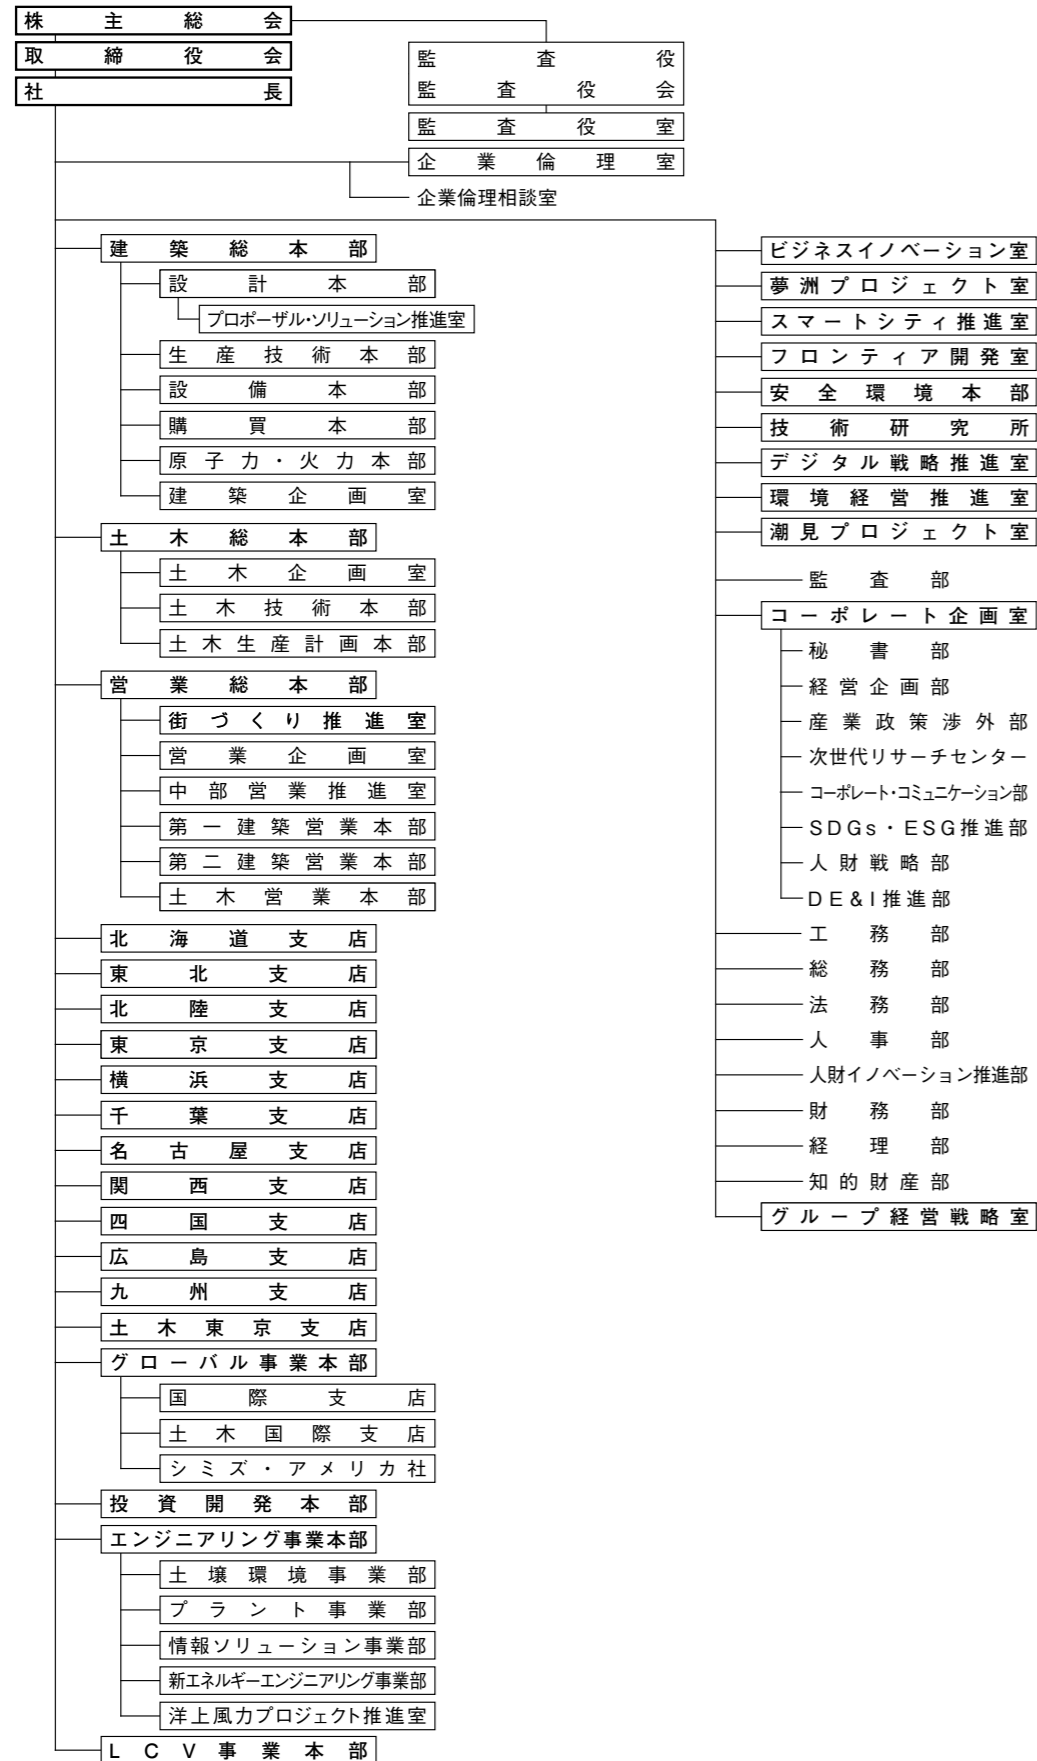 株主総会
取締役会
社長
監査役
監査役会
監査役室
企業倫理室
企業倫理相談室
建築総本部
設計本部
プロポーザル・ソリューション推進室
生産技術本部
設備本部
購買本部
原子力・火力本部
建築企画室
土木総本部
土木企画室
土木技術本部
土木生産計画本部
営業総本部
街づくり推進室
営業企画室
中部営業推進室
第一建築営業本部
第二建築営業本部
土木営業本部
北海道支店
東北支店
北陸支店
東京支店
横浜支店
千葉支店
名古屋支店
関西支店
四国支店
広島支店
九州支店
土木東京支店
グローバル事業本部
国際支店
土木国際支店
シミズ・アメリカ社
投資開発本部
エンジニアリング事業本部
土壌環境事業部
プラント事業部
情報ソリューション事業部
新エネルギーエンジニアリング事業部
洋上風力プロジェクト推進室
LCV事業本部
ビジネスイノベーション室
夢洲プロジェクト室
スマートシティ推進室
フロンティア開発室
安全環境本部
技術研究所
デジタル戦略推進室
環境経営推進室
潮見プロジェクト室
監査部
コーポレート企画室
秘書部
経営企画部
産業政策渉外部
次世代リサーチセンター
コーポレート・コミュニケーション部
SDGs・ESG推進部
人財戦略部
DE&I推進部
工務部
総務部
法務部
人事部
人財イノベーション推進部
財務部
経理部
知的財産部
グループ経営戦略室